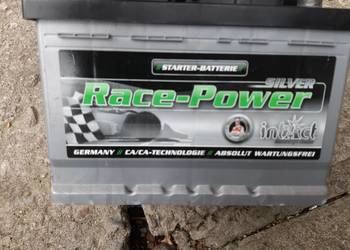 STARTER-BATTERIE
SILVER
Race-Power
intact
GERMANY // CA/CA-TECHNOLOGIE // ABSOLUT WARTUNGSFREI